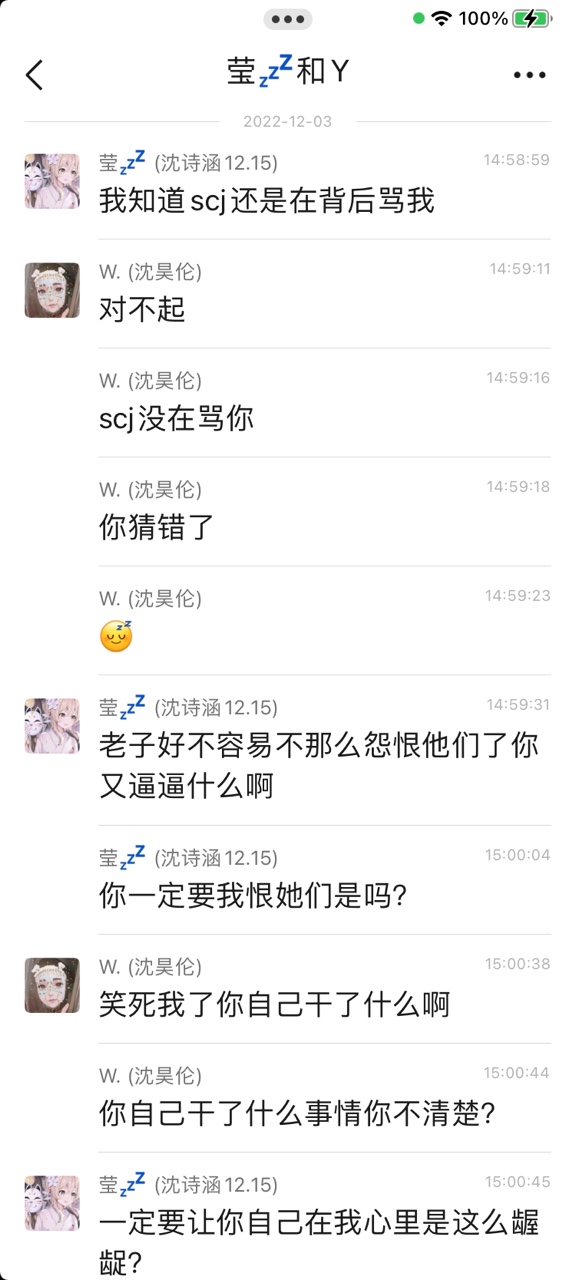 100%
莹💤和Y
2022-12-03
莹💤 (沈诗涵12.15) 14:58:59
我知道scj还是在背后骂我
W. (沈昊伦) 14:59:11
对不起
W. (沈昊伦) 14:59:16
scj没在骂你
W. (沈昊伦) 14:59:18
你猜错了
W. (沈昊伦) 14:59:23
😴
莹💤 (沈诗涵12.15) 14:59:31
老子好不容易不那么怨恨他们了你
又逼逼什么啊
莹💤 (沈诗涵12.15) 15:00:04
你一定要我恨她们是吗?
W. (沈昊伦) 15:00:38
笑死我了你自己干了什么啊
W. (沈昊伦) 15:00:44
你自己干了什么事情你不清楚?
莹💤 (沈诗涵12.15) 15:00:45
一定要让你自己在我心里是这么龌
龊?